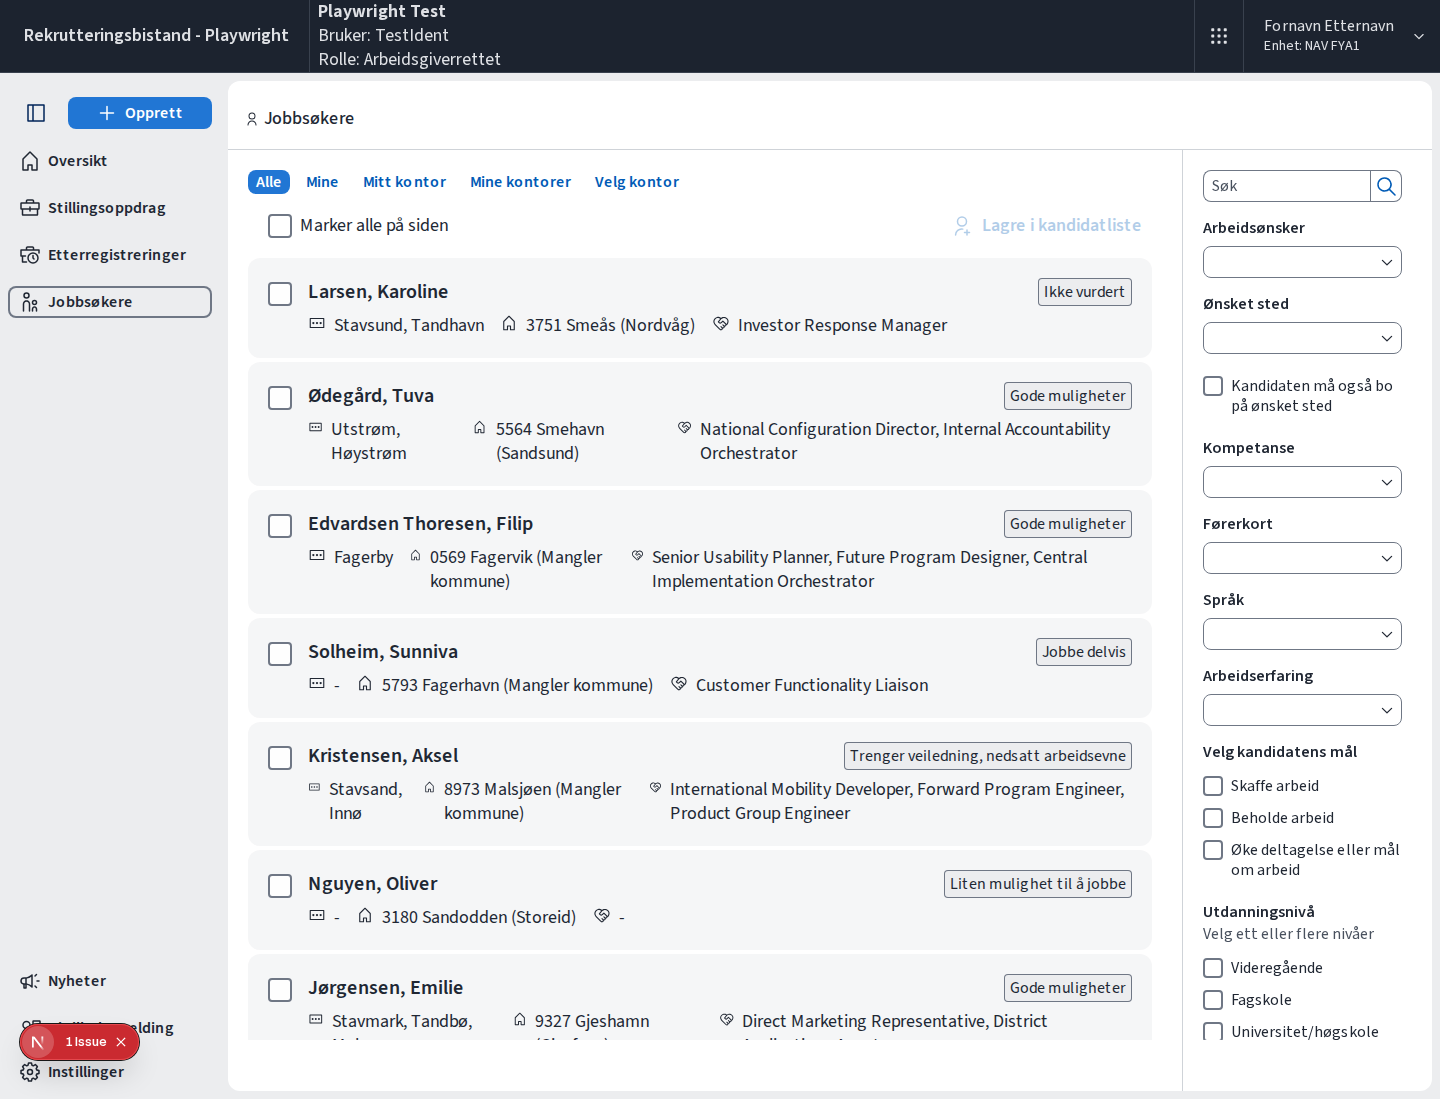 Rekrutteringsbistand - Playwright
Playwright Test
Bruker: TestIdent
Rolle: Arbeidsgiverrettet
Fornavn Etternavn
Enhet: NAV FYA1
Opprett
Oversikt
Stillingsoppdrag
Etterregistreringer
Jobbsøkere
Nyheter
elding
1 Issue
Instillinger
Jobbsøkere
Alle Mine Mitt kontor Mine kontorer Velg kontor
Marker alle på siden
Lagre i kandidatliste
Larsen, Karoline
Ikke vurdert
Stavsund, Tandhavn 3751 Smeås (Nordvåg) Investor Response Manager
Ødegård, Tuva
Gode muligheter
Utstrøm, 5564 Smehavn National Configuration Director, Internal Accountability
Høystrøm (Sandsund) Orchestrator
Edvardsen Thoresen, Filip
Gode muligheter
Fagerby 0569 Fagervik (Mangler Senior Usability Planner, Future Program Designer, Central
kommune) Implementation Orchestrator
Solheim, Sunniva
Jobbe delvis
- 5793 Fagerhavn (Mangler kommune) Customer Functionality Liaison
Kristensen, Aksel
Trenger veiledning, nedsatt arbeidsevne
Stavsand, 8973 Malsjøen (Mangler International Mobility Developer, Forward Program Engineer,
Innø kommune) Product Group Engineer
Nguyen, Oliver
Liten mulighet til å jobbe
- 3180 Sandodden (Storeid) -
Jørgensen, Emilie
Gode muligheter
Stavmark, Tandbø, 9327 Gjeshamn Direct Marketing Representative, District
Søk
Arbeidsønsker
Ønsket sted
Kandidaten må også bo
på ønsket sted
Kompetanse
Førerkort
Språk
Arbeidserfaring
Velg kandidatens mål
Skaffe arbeid
Beholde arbeid
Øke deltagelse eller mål
om arbeid
Utdanningsnivå
Velg ett eller flere nivåer
Videregående
Fagskole
Universitet/høgskole